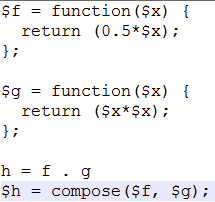 $f = function($x) {
  return (0.5*$x);
};

$g = function($x) {
  return ($x*$x);
};

h = f . g
$h = compose($f, $g);